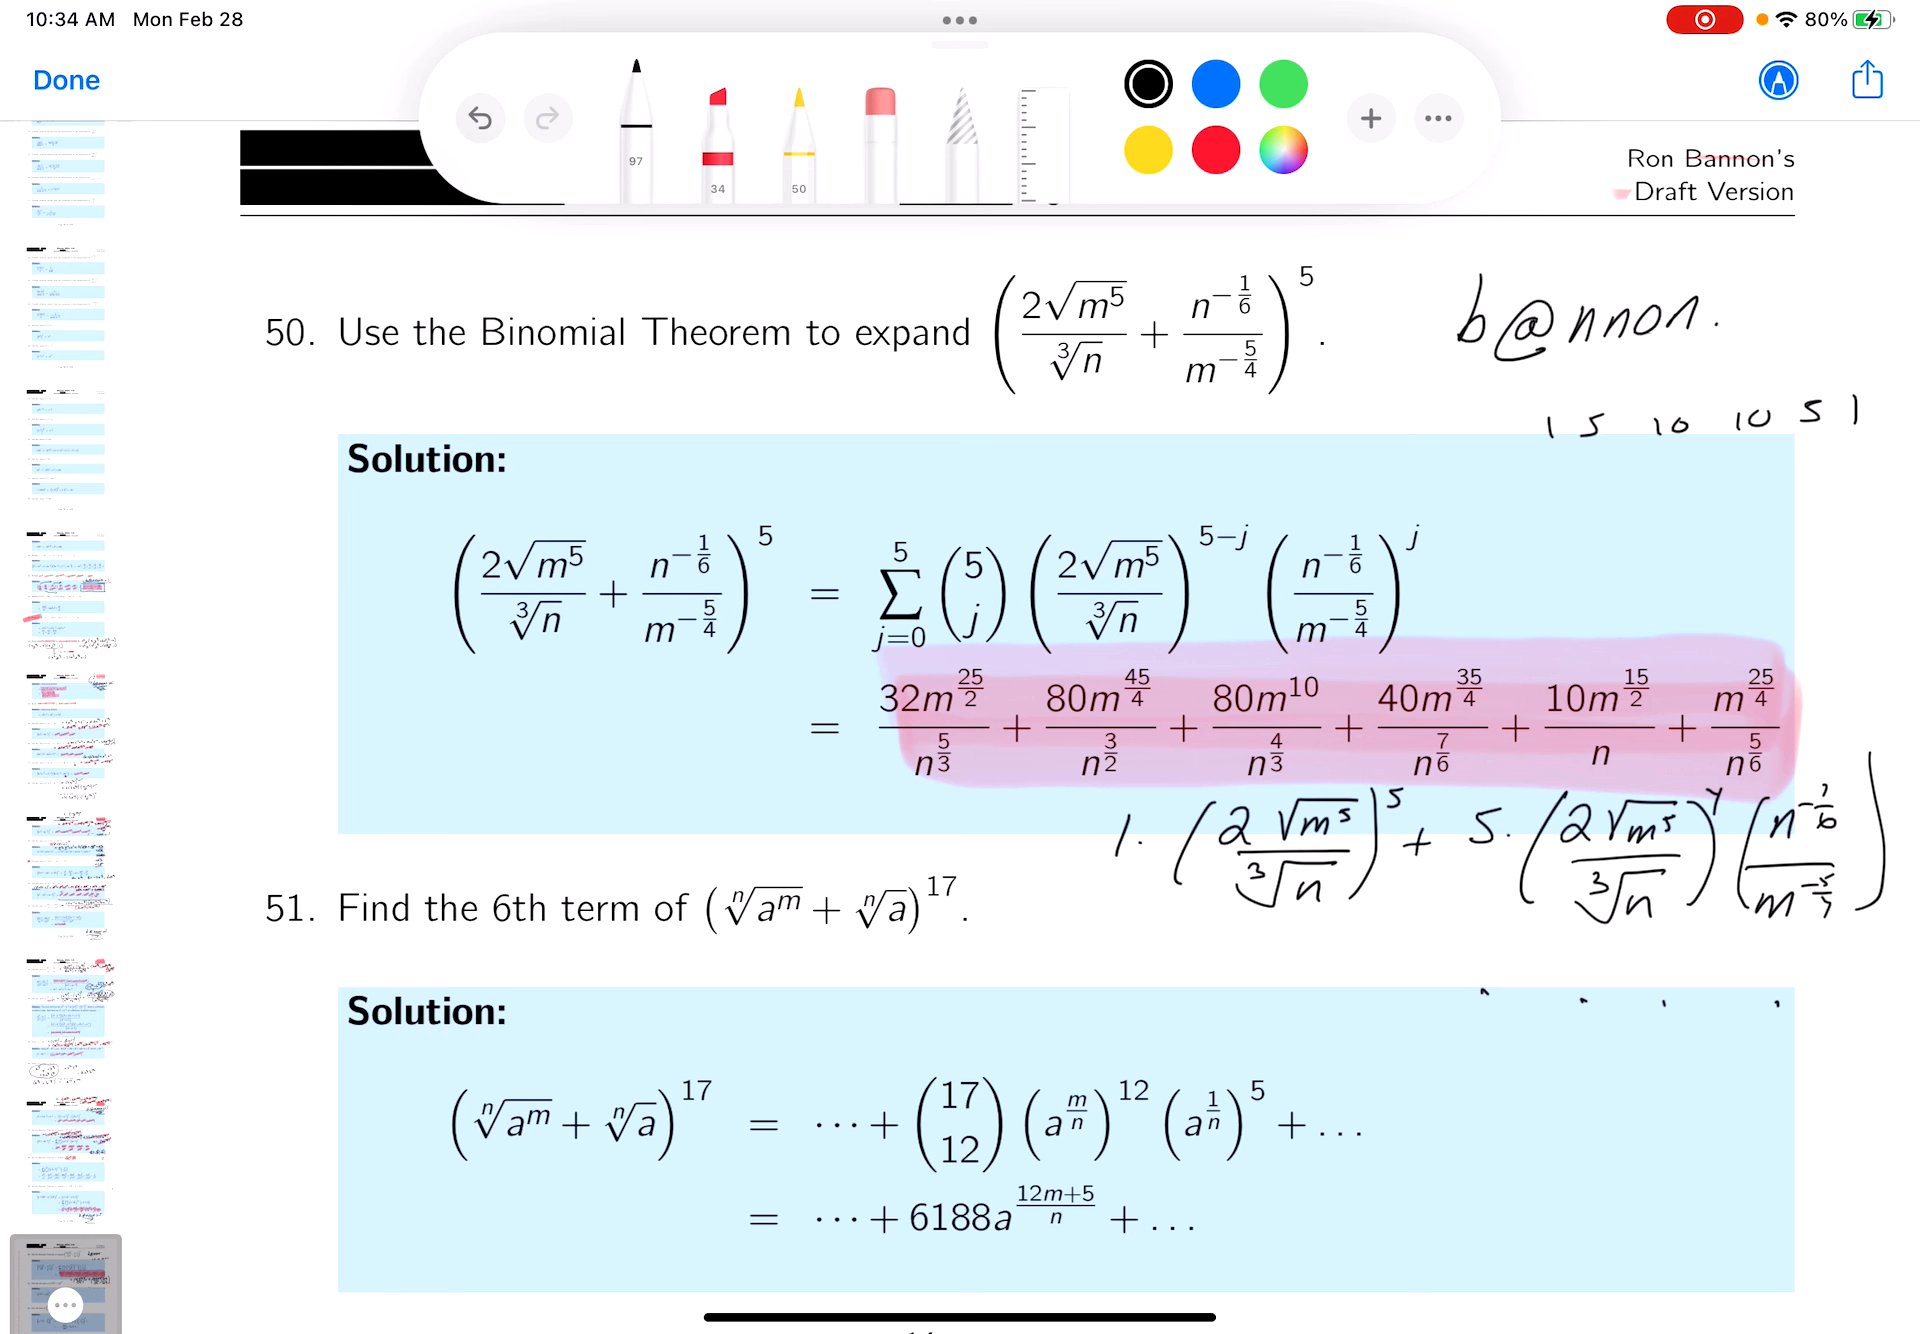 10:34 AM Mon Feb 28
80%
Done
97
34
50
Ron Bannon's
Draft Version
50. Use the Binomial Theorem to expand (2√m⁵/∛n + n^(-1/6)/m^(-5/4))⁵.
b@nnon.
1 5 10 10 5 1
Solution:
(2√m⁵/∛n + n^(-1/6)/m^(-5/4))⁵ = ∑_{j=0}^{5} (5 j) (2√m⁵/∛n)^(5-j) (n^(-1/6)/m^(-5/4))^j
= 32m^(25/2)/n^(5/3) + 80m^(45/4)/n^(3/2) + 80m^10/n^(4/3) + 40m^(35/4)/n^(7/6) + 10m^(15/2)/n + m^(25/4)/n^(5/6)
1. (2√m⁵/∛n)⁵ + 5. (2√m⁵/∛n)⁴ (n^(-1/6)/m^(-5/4))
51. Find the 6th term of (ⁿ√a^m + ⁿ√a)^17.
Solution:
(ⁿ√a^m + ⁿ√a)^17 = ⋯ + (17 12) (a^(m/n))^12 (a^(1/n))^5 + ...
= ⋯ + 6188a^((12m+5)/n) + ...